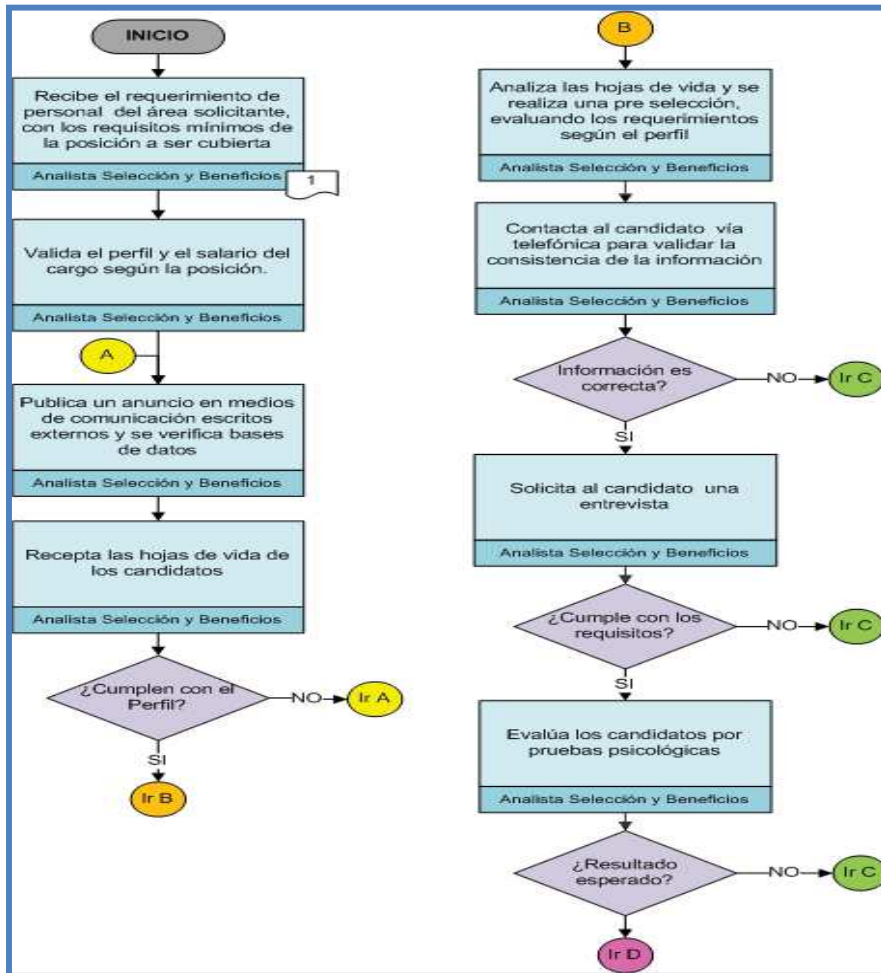 INICIO
Recibe el requerimiento de
personal del área solicitante,
con los requisitos mínimos de
la posición a ser cubierta
Analista Selección y Beneficios
1
Valida el perfil y el salario del
cargo según la posición.
Analista Selección y Beneficios
A
Publica un anuncio en medios
de comunicación escritos
externos y se verifica bases
de datos
Analista Selección y Beneficios
Recepta las hojas de vida de
los candidatos
Analista Selección y Beneficios
¿Cumplen con el
Perfil?
NO
Ir A
SI
Ir B
B
Analiza las hojas de vida y se
realiza una pre selección,
evaluando los requerimientos
según el perfil
Analista Selección y Beneficios
Contacta al candidato vía
telefónica para validar la
consistencia de la información
Analista Selección y Beneficios
Información es
correcta?
NO
Ir C
SI
Solicita al candidato una
entrevista
Analista Selección y Beneficios
¿Cumple con los
requisitos?
NO
Ir C
SI
Evalúa los candidatos por
pruebas psicológicas
Analista Selección y Beneficios
¿Resultado
esperado?
NO
Ir C
Ir D